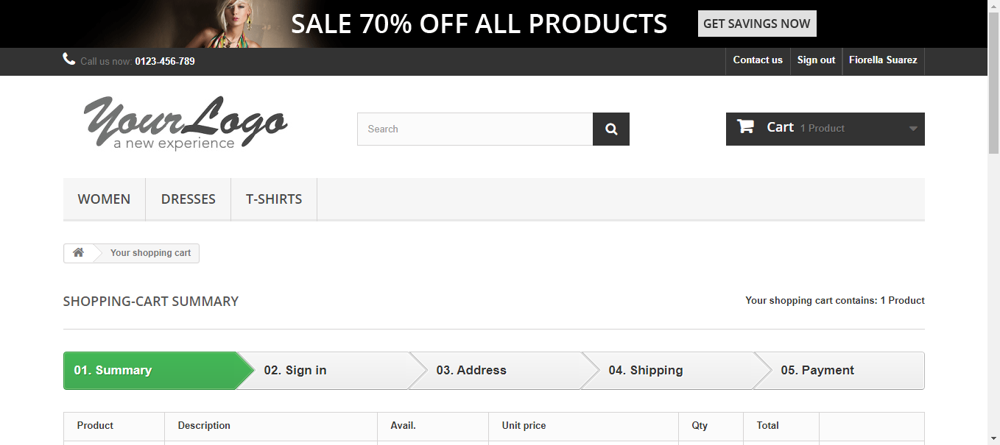 SALE 70% OFF ALL PRODUCTS GET SAVINGS NOW
Call us now: 0123-456-789 Contact us Sign out Fiorella Suarez
YourLogo
a new experience
Search
Cart 1 Product
WOMEN DRESSES T-SHIRTS
Your shopping cart
SHOPPING-CART SUMMARY Your shopping cart contains: 1 Product
01. Summary 02. Sign in 03. Address 04. Shipping 05. Payment
Product Description Avail. Unit price Qty Total